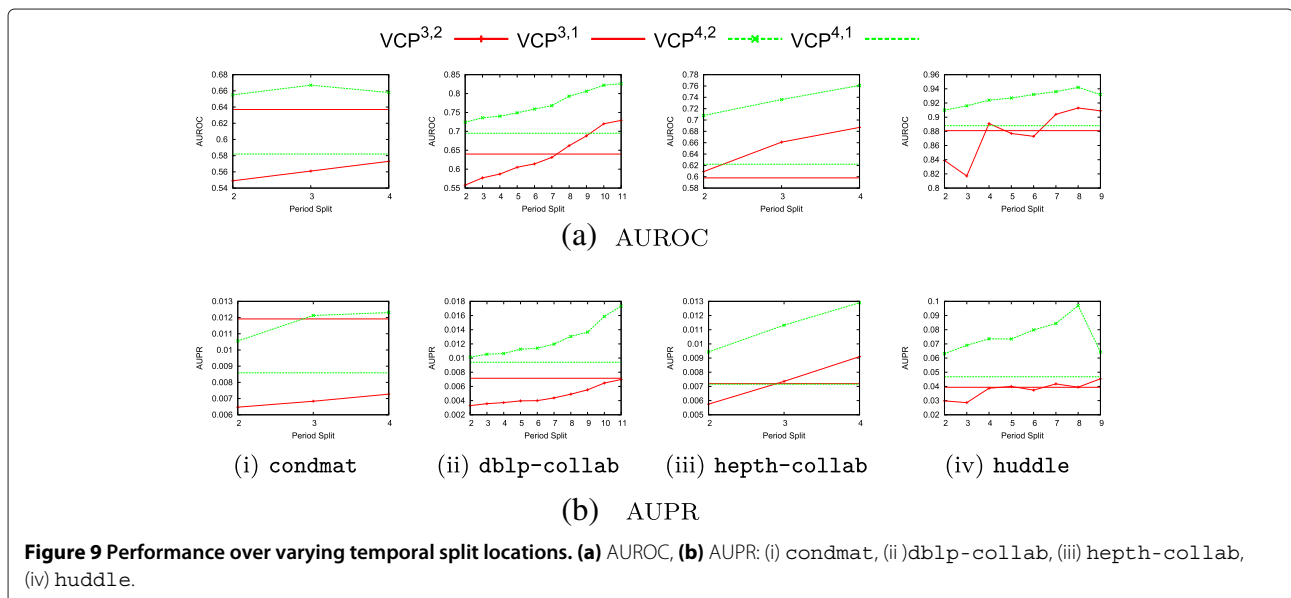 VCP3,2 VCP3,1 VCP4,2 VCP4,1
0.68
0.66
0.64
0.62
0.6
0.58
0.56
0.54
AUROC
2 3 4
Period Split
0.85
0.8
0.75
0.7
0.65
0.6
0.55
AUROC
2 3 4 5 6 7 8 9 10 11
Period Split
0.78
0.76
0.74
0.72
0.7
0.68
0.66
0.64
0.62
0.6
0.58
AUROC
2 3 4
Period Split
0.96
0.94
0.92
0.9
0.88
0.86
0.84
0.82
0.8
AUROC
2 3 4 5 6 7 8 9
Period Split
(a) AUROC
0.013
0.012
0.011
0.01
0.009
0.008
0.007
0.006
AUPR
2 3 4
Period Split
0.018
0.016
0.014
0.012
0.010
0.008
0.006
0.004
0.002
AUPR
2 3 4 5 6 7 8 9 10 11
Period Split
0.013
0.012
0.011
0.01
0.009
0.008
0.007
0.006
0.005
AUPR
2 3 4
Period Split
0.1
0.09
0.08
0.07
0.06
0.05
0.04
0.03
0.02
AUPR
2 3 4 5 6 7 8 9
Period Split
(i) condmat (ii) dblp-collab (iii) hepth-collab (iv) huddle
(b) AUPR
Figure 9 Performance over varying temporal split locations. (a) AUROC, (b) AUPR: (i) condmat, (ii )dblp-collab, (iii) hepth-collab,
(iv) huddle.